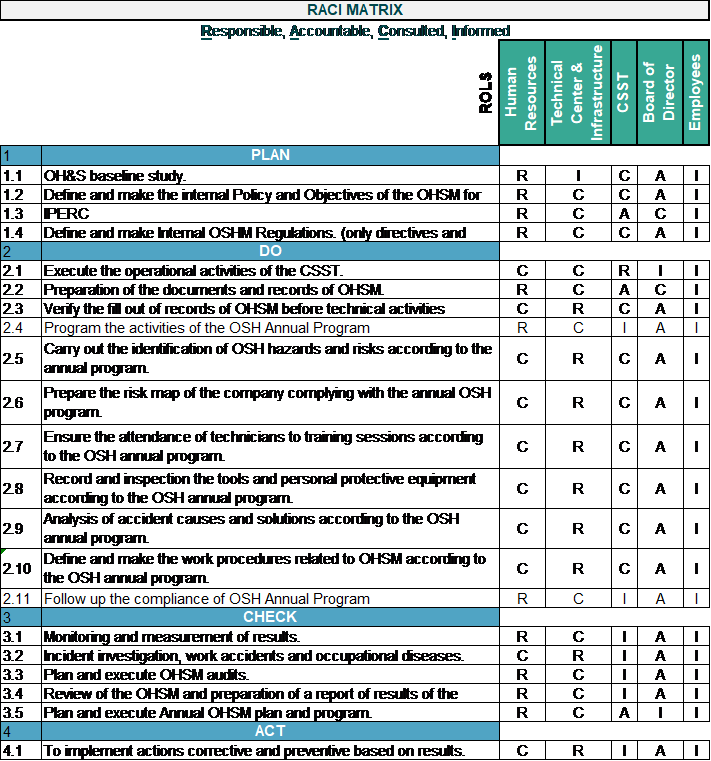 RACI MATRIX
Responsible, Accountable, Consulted, Informed
ROLS
Human Resources
Technical Center & Infrastructure
CSST
Board of Director
Employees
1 PLAN
1.1 OH&S baseline study. R I C A I
1.2 Define and make the internal Policy and Objectives of the OHSM for R C C A I
1.3 IPERC R C A C I
1.4 Define and make Internal OSHM Regulations. (only directives and R C C A I
2 DO
2.1 Execute the operational activities of the CSST. C C R I I
2.2 Preparation of the documents and records of OHSM. R C A C I
2.3 Verify the fill out of records of OHSM before technical activities C R C A I
2.4 Program the activities of the OSH Annual Program R C I A I
2.5 Carry out the identification of OSH hazards and risks according to the
annual program. C R C A I
2.6 Prepare the risk map of the company complying with the annual OSH
program. C R C A I
2.7 Ensure the attendance of technicians to training sessions according
to the OSH annual program. C R C A I
2.8 Record and inspection the tools and personal protective equipment
according to the OSH annual program. C R C A I
2.9 Analysis of accident causes and solutions according to the OSH
annual program. C R C A I
2.10 Define and make the work procedures related to OHSM according to
the OSH annual program. C R C A I
2.11 Follow up the compliance of OSH Annual Program R C I A I
3 CHECK
3.1 Monitoring and measurement of results. R C I A I
3.2 Incident investigation, work accidents and occupational diseases. R C I A I
3.3 Plan and execute OHSM audits. R C I A I
3.4 Review of the OHSM and preparation of a report of results of the R C I A I
3.5 Plan and execute Annual OHSM plan and program. R C A I I
4 ACT
4.1 To implement actions corrective and preventive based on results. C R I A I